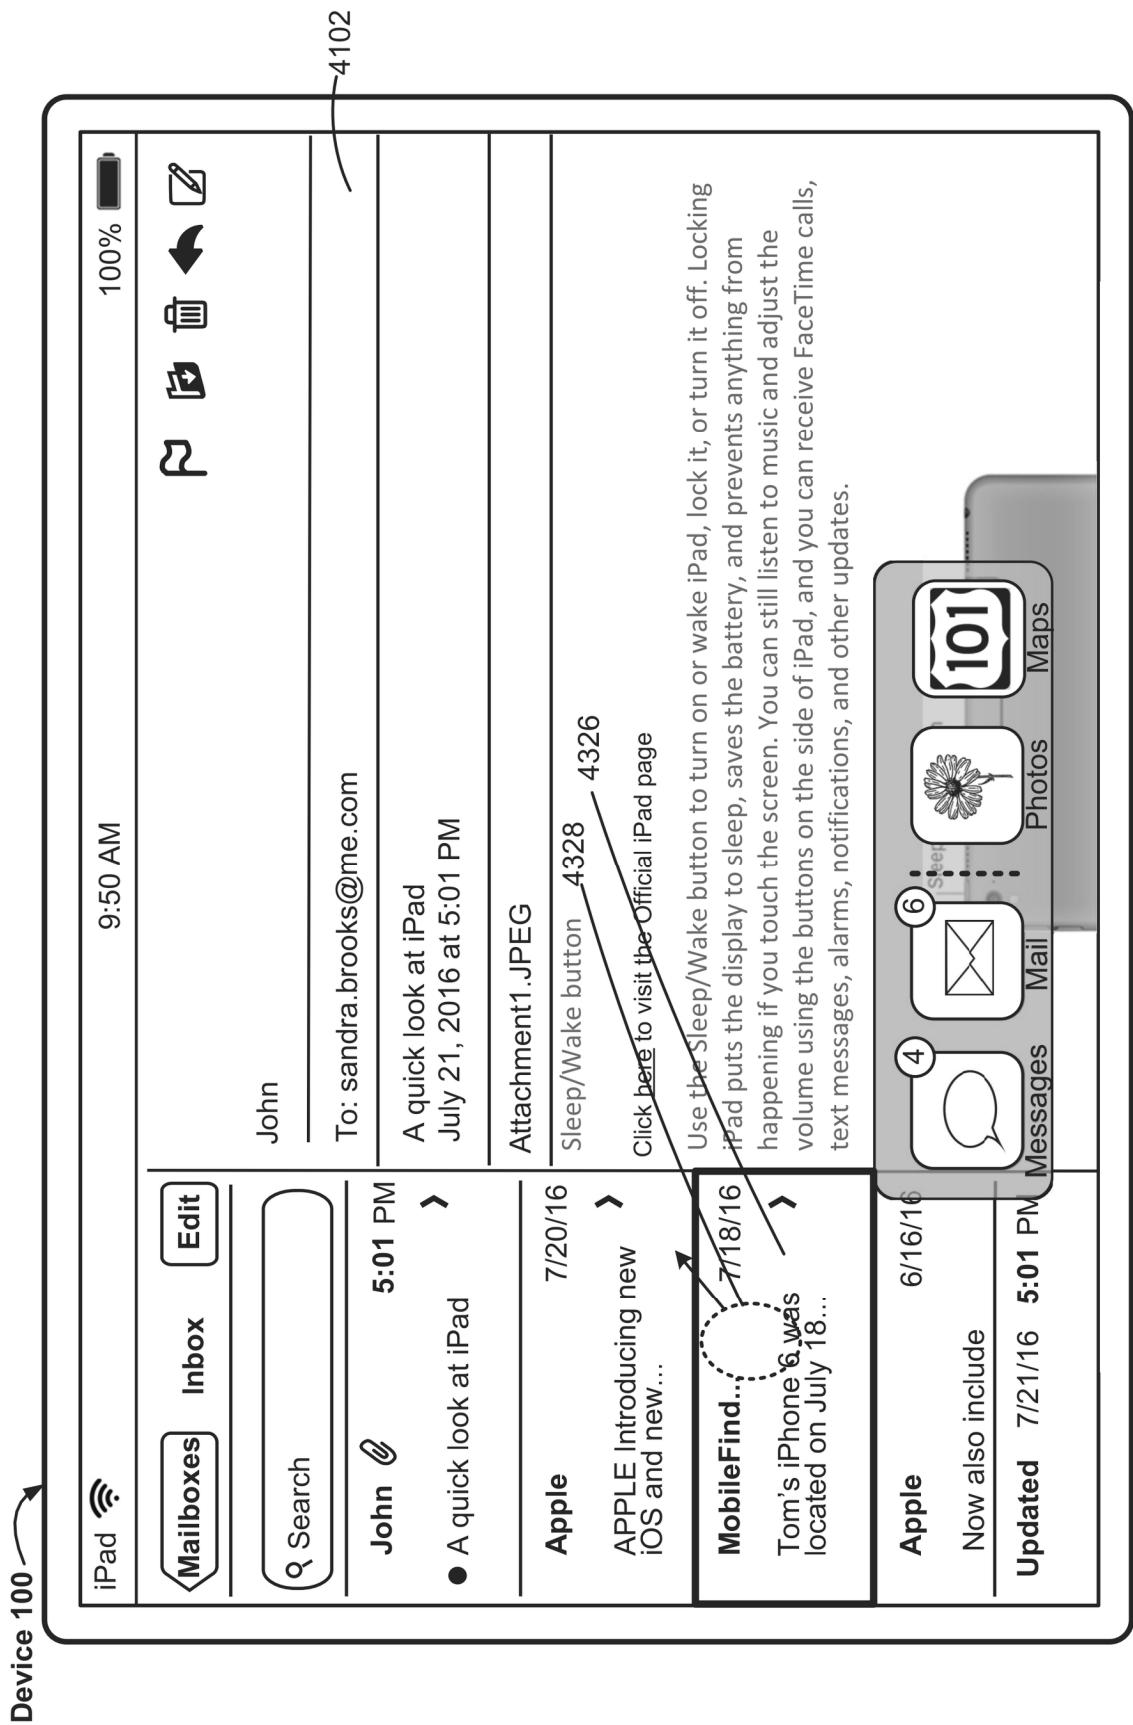 Device 100
iPad
9:50 AM
100%
Mailboxes
Inbox
Edit
Search
John
5:01 PM
A quick look at iPad
Apple
7/20/16
APPLE Introducing new
iOS and new...
MobileFind...
7/18/16
Tom's iPhone 6 was
located on July 18...
Apple
6/16/16
Now also include
Updated 7/21/16 5:01 PM
John
To: sandra.brooks@me.com
4102
A quick look at iPad
July 21, 2016 at 5:01 PM
Attachment1.JPEG
Sleep/Wake button
4328
4326
Click here to visit the Official iPad page
Use the Sleep/Wake button to turn on or wake iPad, lock it, or turn it off. Locking
iPad puts the display to sleep, saves the battery, and prevents anything from
happening if you touch the screen. You can still listen to music and adjust the
volume using the buttons on the side of iPad, and you can receive FaceTime calls,
text messages, alarms, notifications, and other updates.
4
6
Sleep
101
Messages
Mail
Photos
Maps